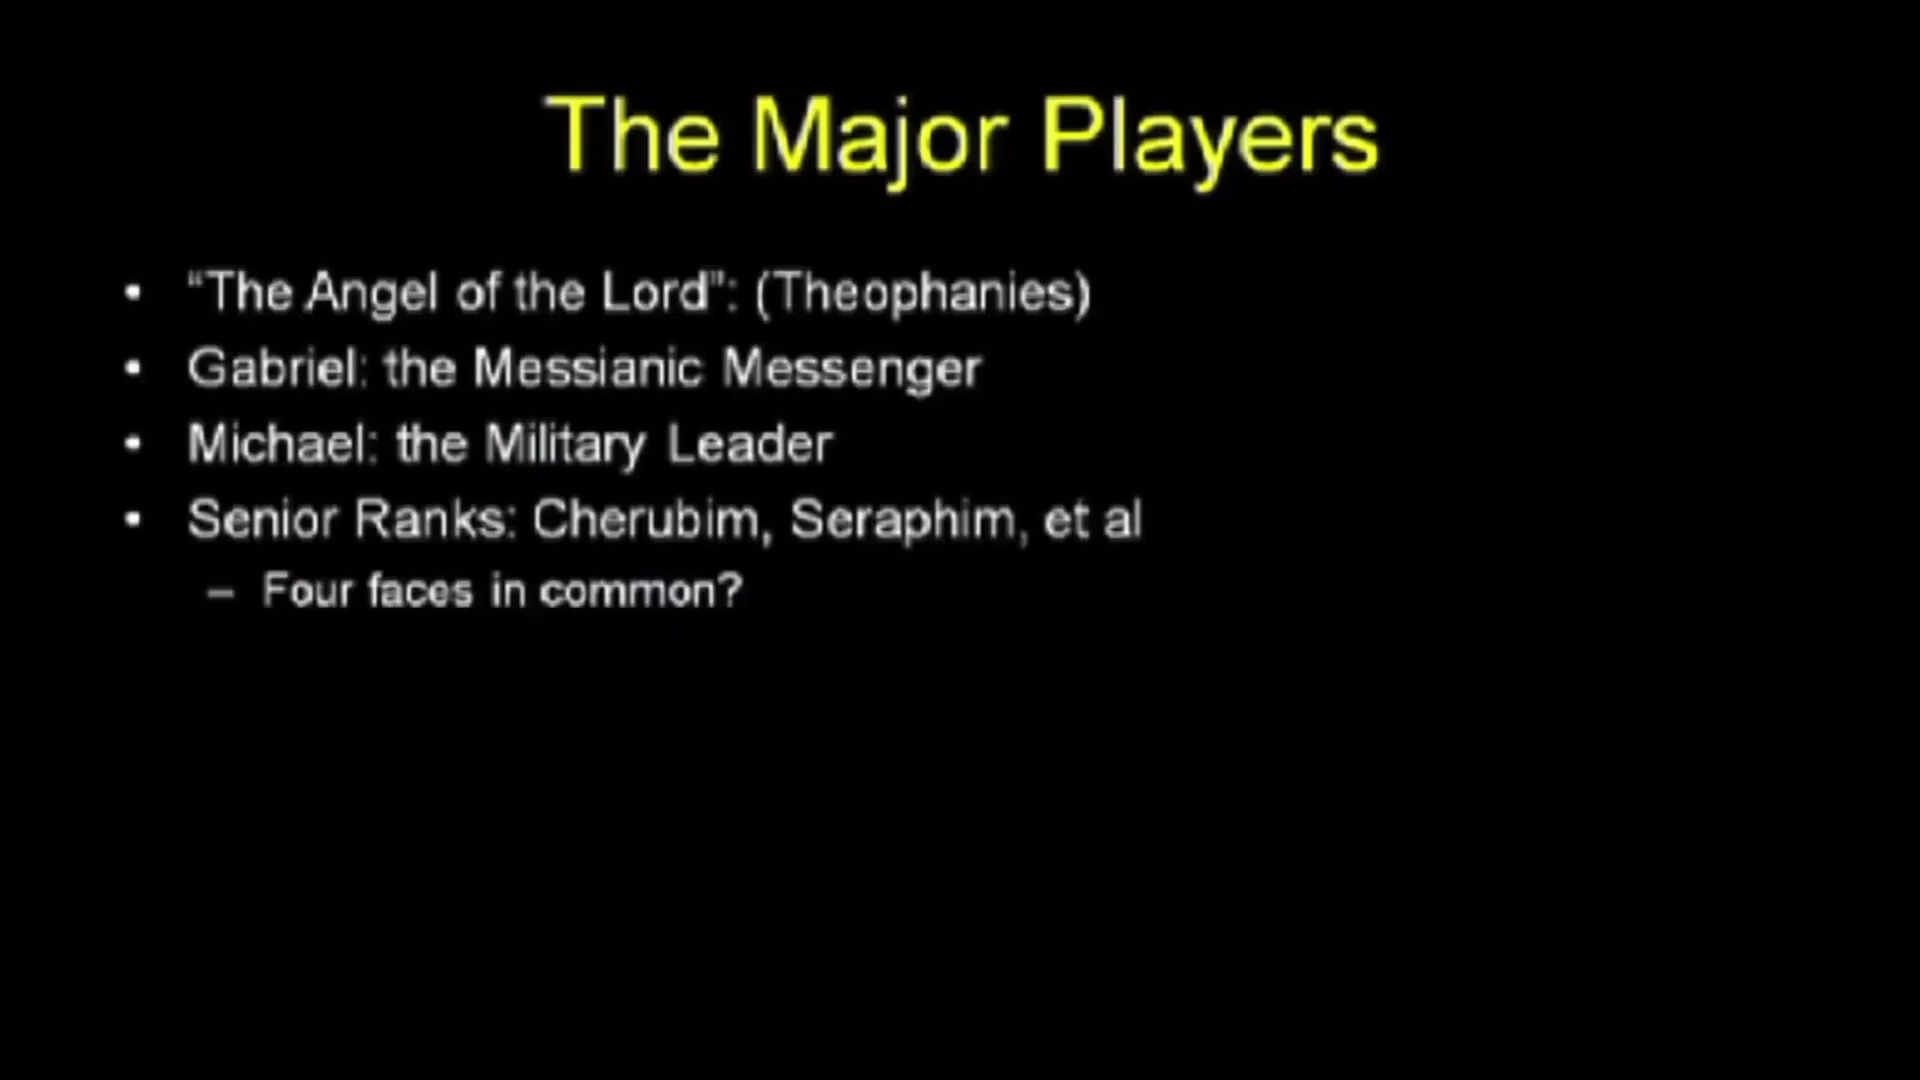 The Major Players
• “The Angel of the Lord”: (Theophanies)
• Gabriel: the Messianic Messenger
• Michael: the Military Leader
• Senior Ranks: Cherubim, Seraphim, et al
– Four faces in common?